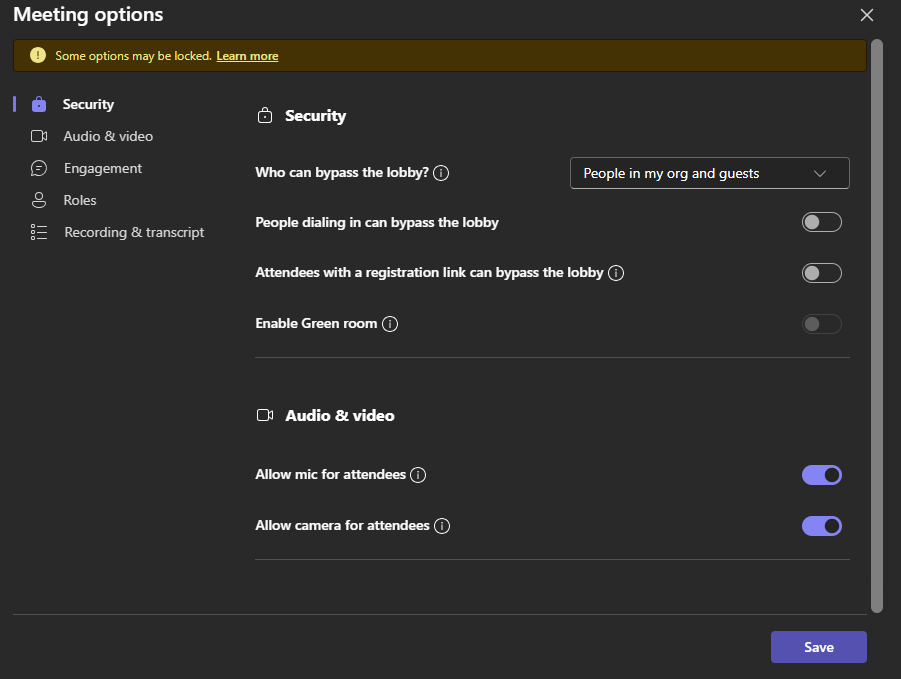 Meeting options
Some options may be locked. Learn more
Security
Audio & video
Engagement
Roles
Recording & transcript
Security
Who can bypass the lobby?
People in my org and guests
People dialing in can bypass the lobby
Attendees with a registration link can bypass the lobby
Enable Green room
Audio & video
Allow mic for attendees
Allow camera for attendees
Save